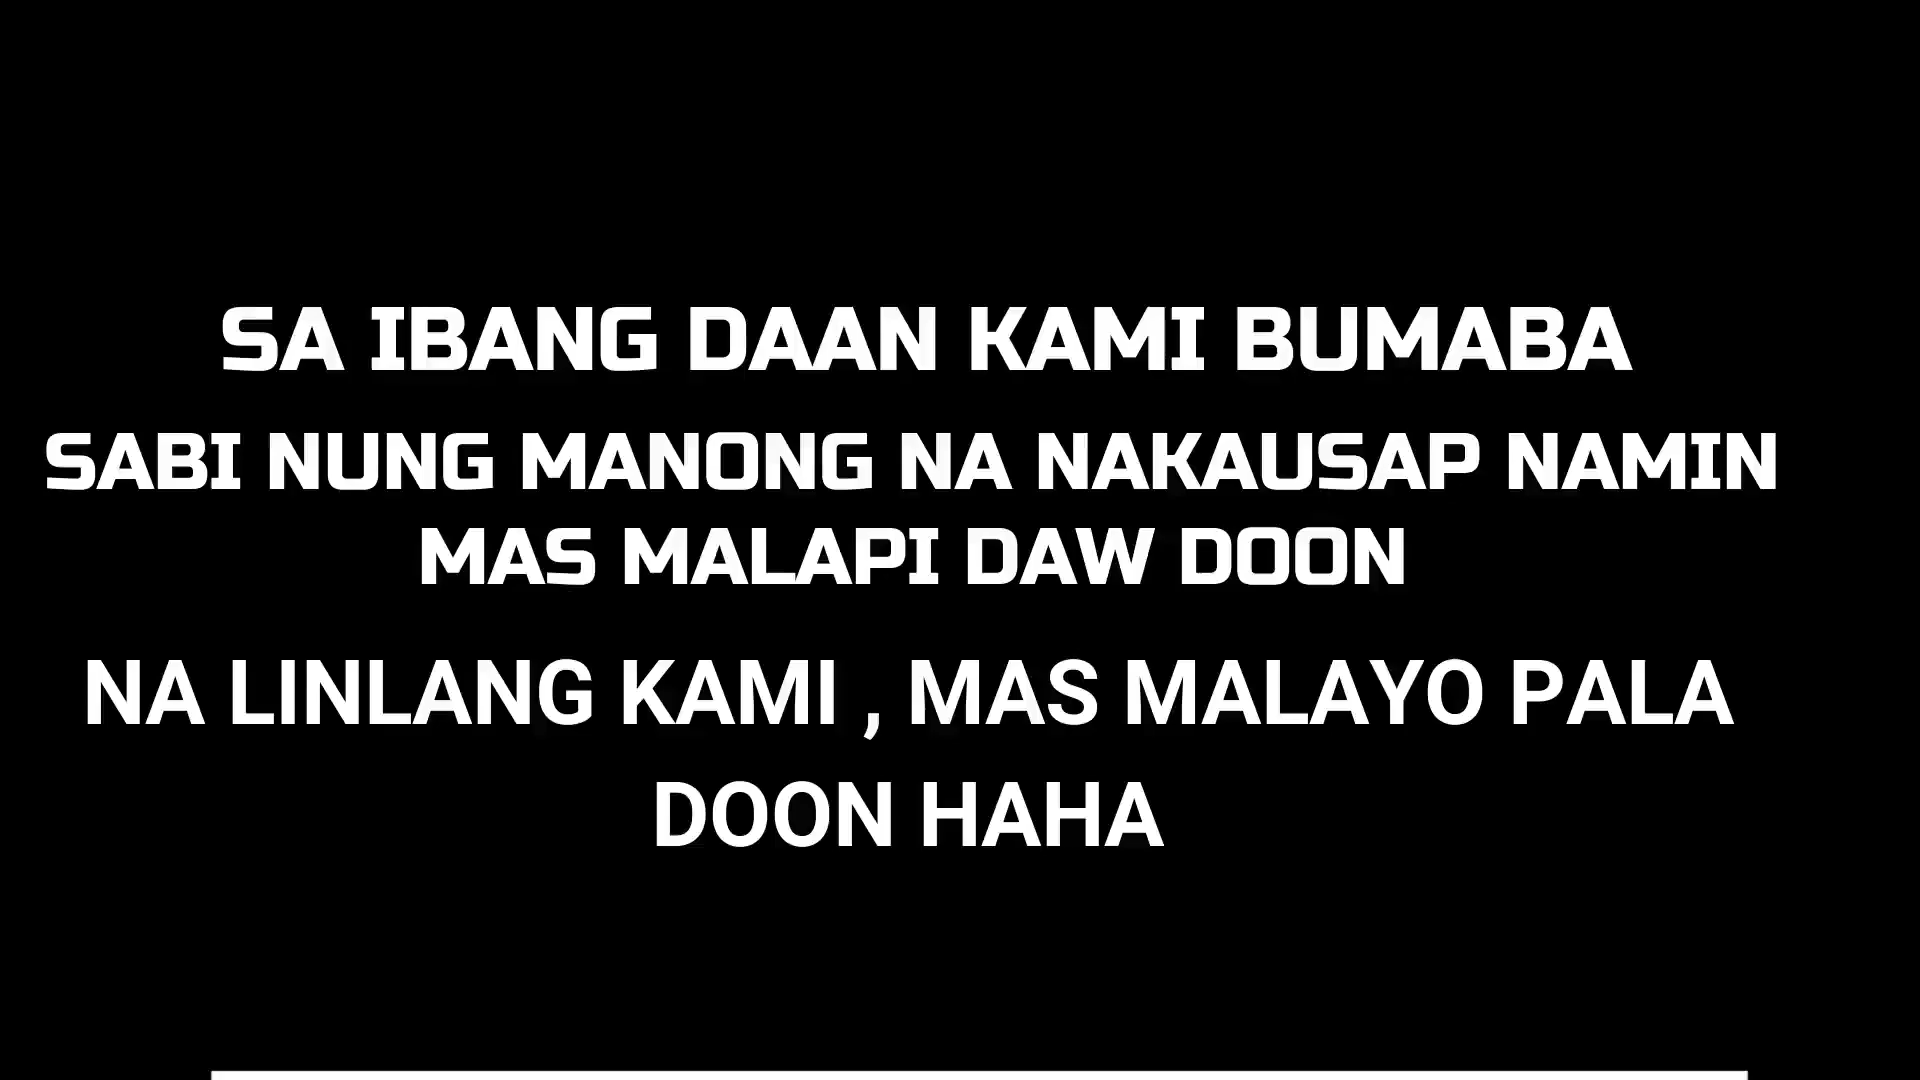 SA IBANG DAAN KAMI BUMABA
SABI NUNG MANONG NA NAKAUSAP NAMIN
MAS MALAPI DAW DOON
NA LINLANG KAMI , MAS MALAYO PALA
DOON HAHA